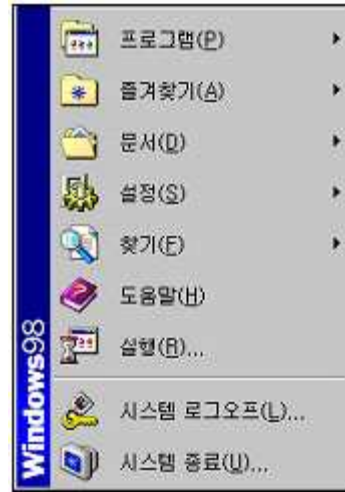 프로그램(P)
즐겨찾기(A)
문서(D)
설정(S)
찾기(F)
도움말(H)
실행(R)...
시스템 로그오프(L)...
시스템 종료(U)...
Windows98